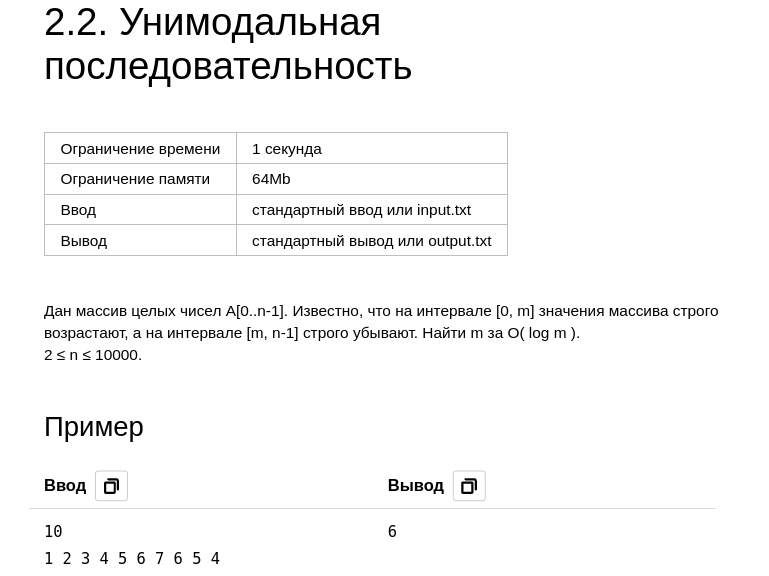 2.2. Унимодальная
последовательность
Ограничение времени 1 секунда
Ограничение памяти 64Mb
Ввод стандартный ввод или input.txt
Вывод стандартный вывод или output.txt
Дан массив целых чисел A[0..n-1]. Известно, что на интервале [0, m] значения массива строго
возрастают, а на интервале [m, n-1] строго убывают. Найти m за O( log m ).
2 ≤ n ≤ 10000.
Пример
Ввод Вывод
10 6
1 2 3 4 5 6 7 6 5 4